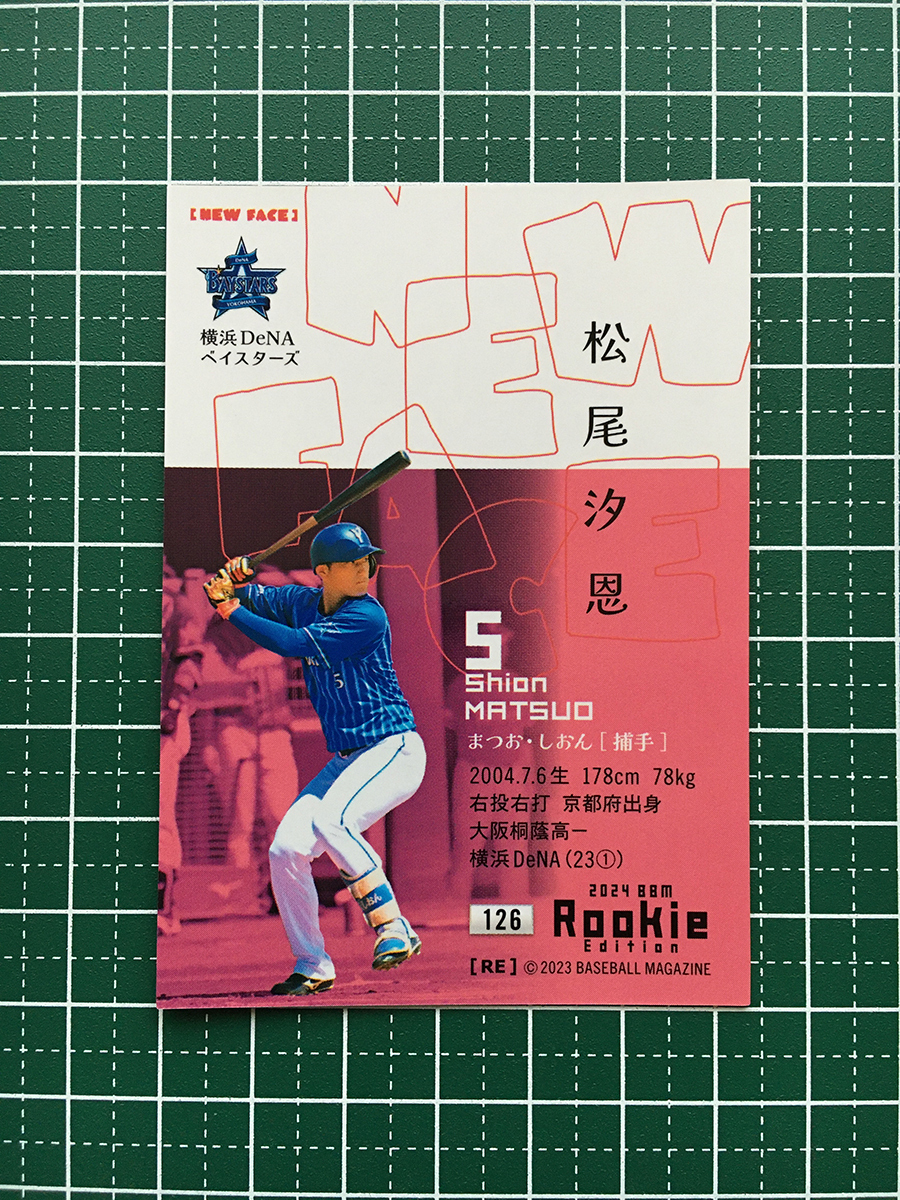 [NEW FACE]
DeNA
BAYSTARS
YOKOHAMA
横浜DeNA
ベイスターズ
NEW
FACE
松尾汐恩
5
5
Shion
MATSUO
まつお・しおん[捕手]
2004.7.6生 178cm 78kg
右投右打 京都府出身
大阪桐蔭高ー
横浜DeNA(23①)
2024 BBM
Rookie
Edition
126
[RE] ©2023 BASEBALL MAGAZINE